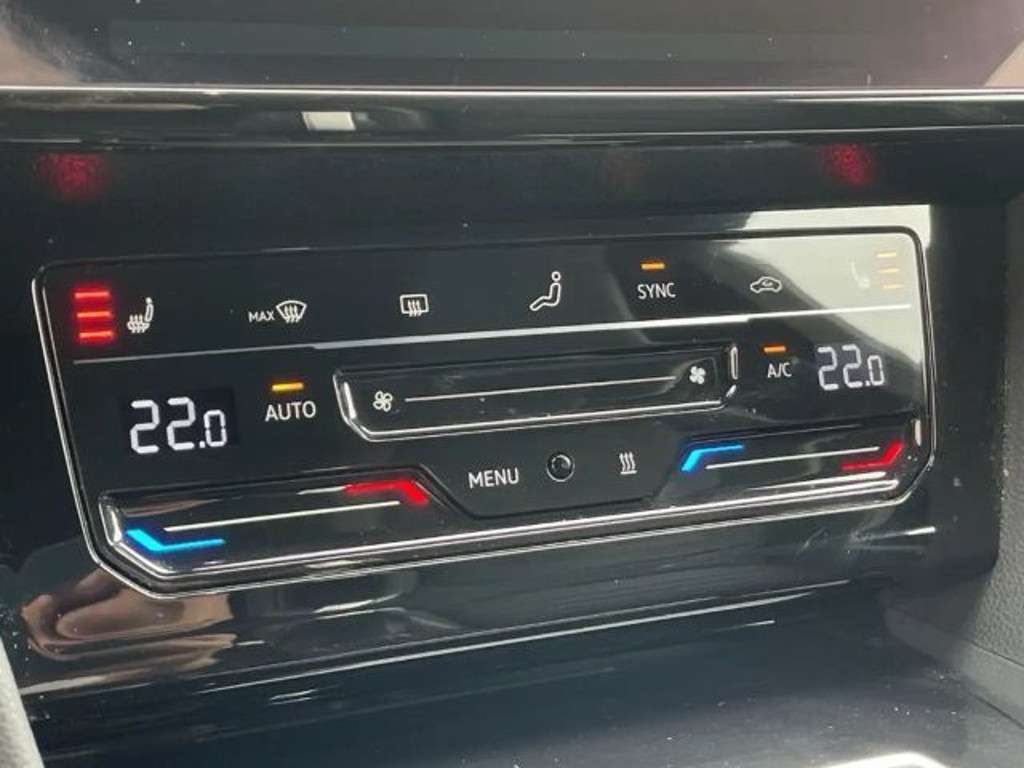 MAX
SYNC
22.0
AUTO
A/C
22.0
MENU